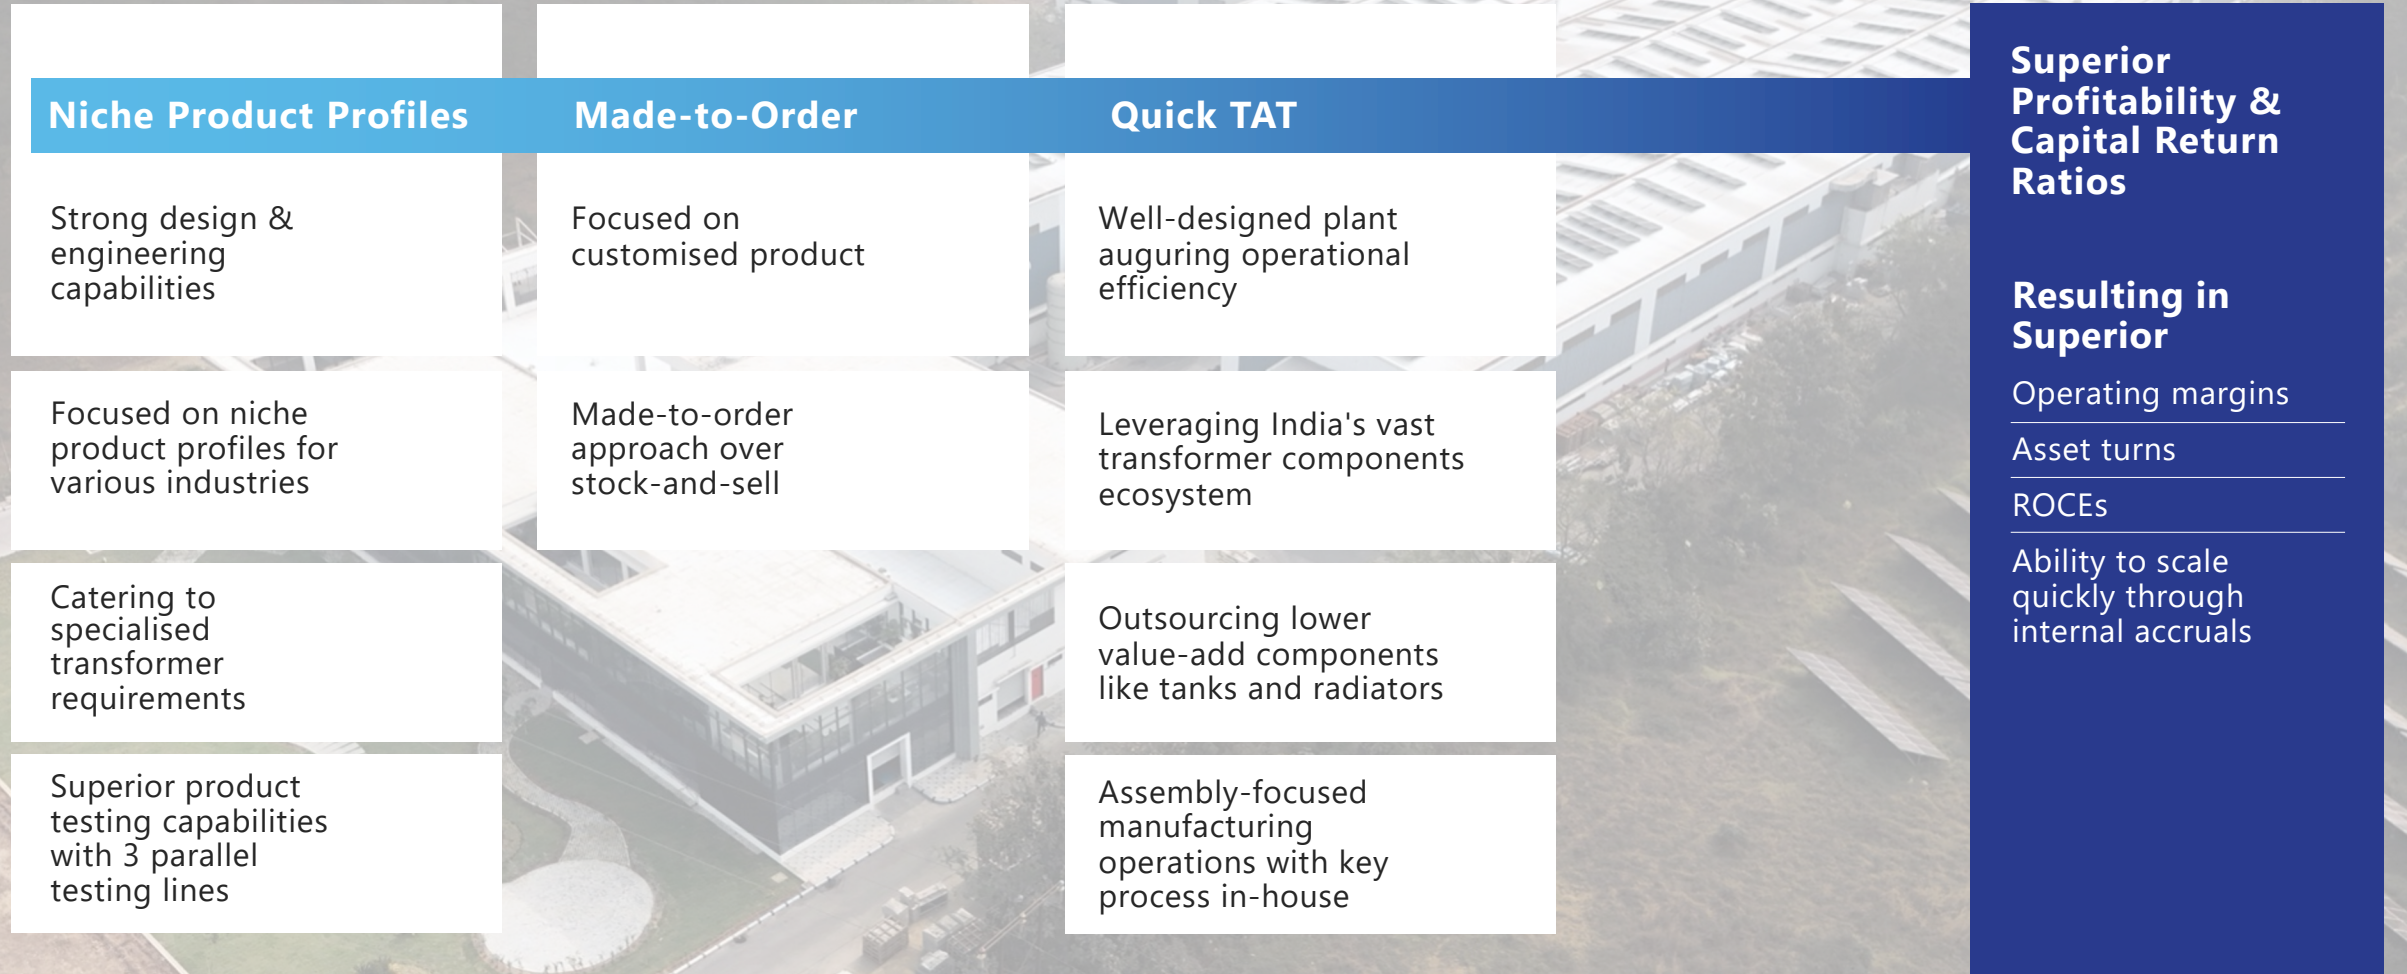 Niche Product Profiles
Strong design &
engineering
capabilities
Focused on niche
product profiles for
various industries
Catering to
specialised
transformer
requirements
Superior product
testing capabilities
with 3 parallel
testing lines
Made-to-Order
Focused on
customised product
Made-to-order
approach over
stock-and-sell
Quick TAT
Well-designed plant
auguring operational
efficiency
Leveraging India's vast
transformer components
ecosystem
Outsourcing lower
value-add components
like tanks and radiators
Assembly-focused
manufacturing
operations with key
process in-house
Superior
Profitability &
Capital Return
Ratios
Resulting in
Superior
Operating margins
Asset turns
ROCEs
Ability to scale
quickly through
internal accruals